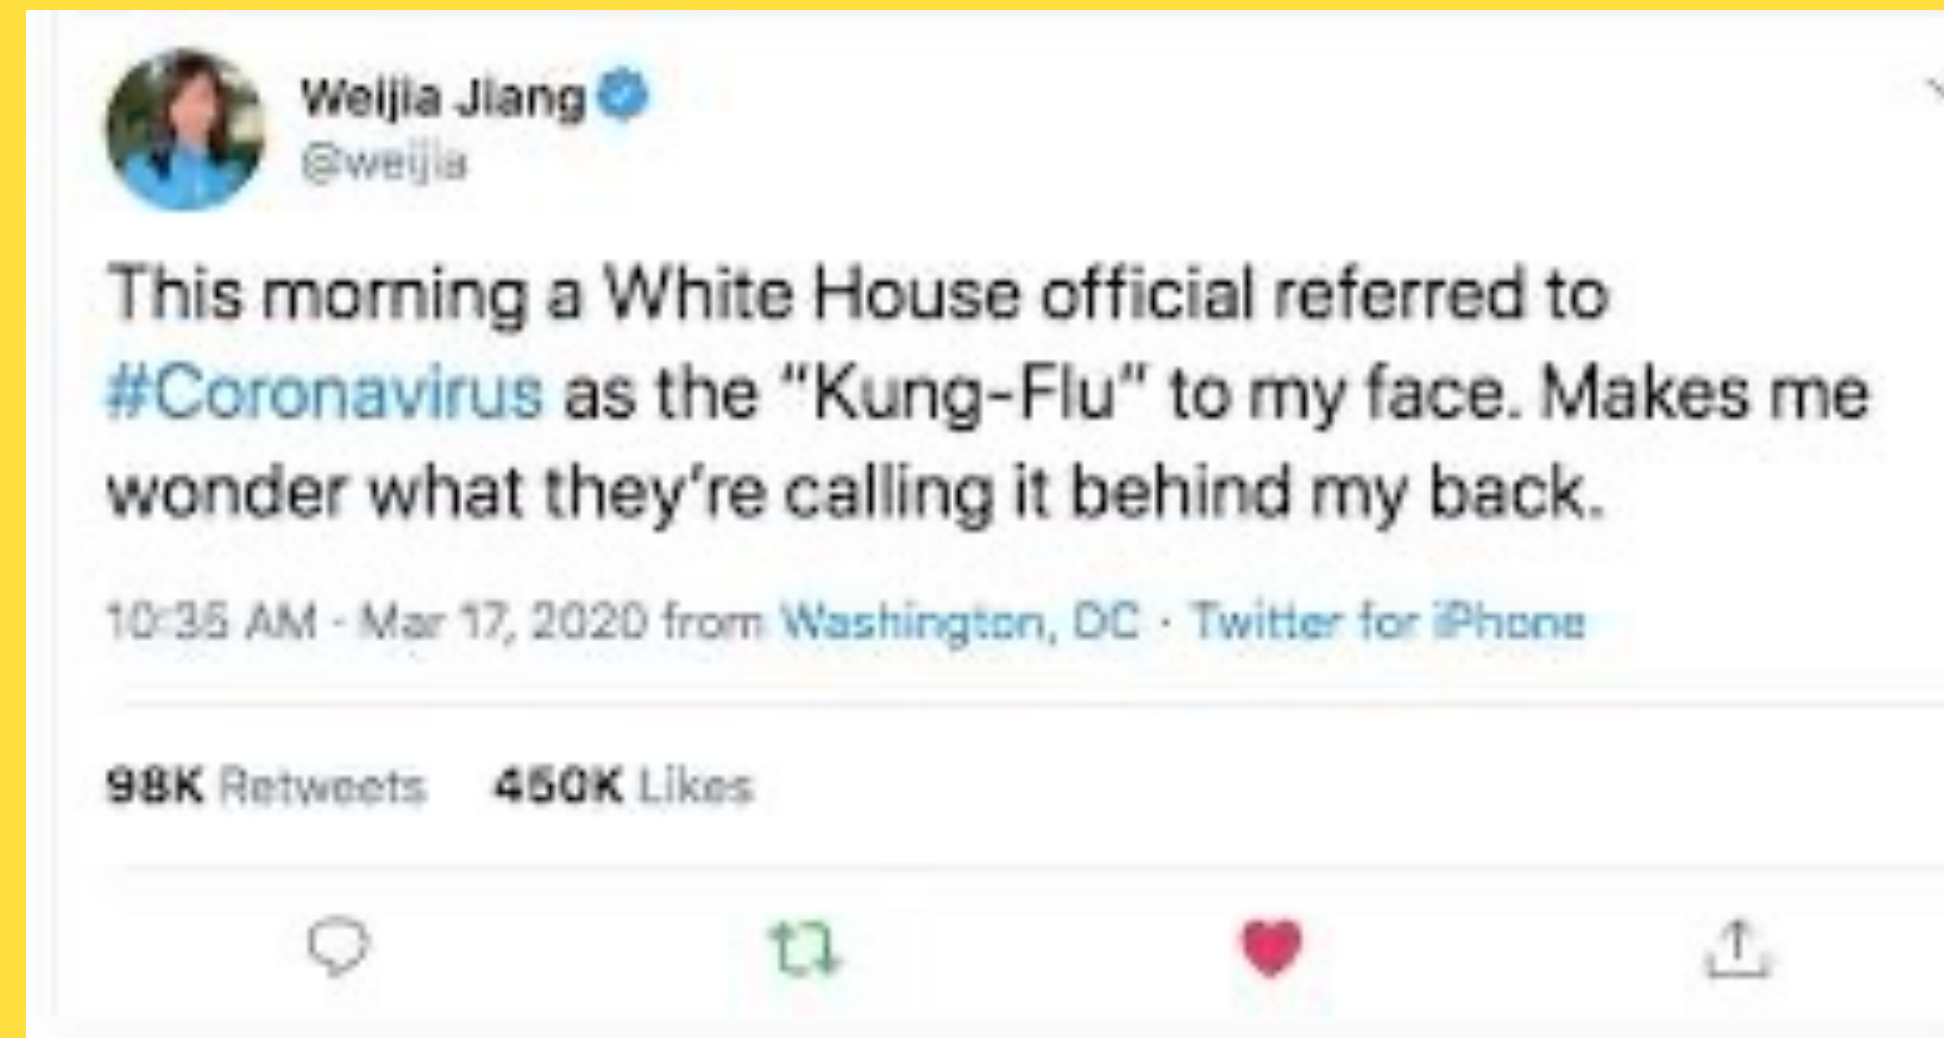 Weijia Jiang
@weijia
This morning a White House official referred to
#Coronavirus as the “Kung-Flu” to my face. Makes me
wonder what they’re calling it behind my back.
10:35 AM · Mar 17, 2020 from Washington, DC · Twitter for iPhone
98K Retweets 450K Likes